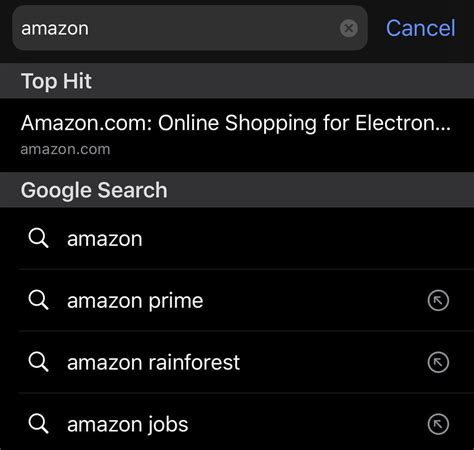 amazon
Cancel
Top Hit
Amazon.com: Online Shopping for Electron...
amazon.com
Google Search
amazon
amazon prime
amazon rainforest
amazon jobs